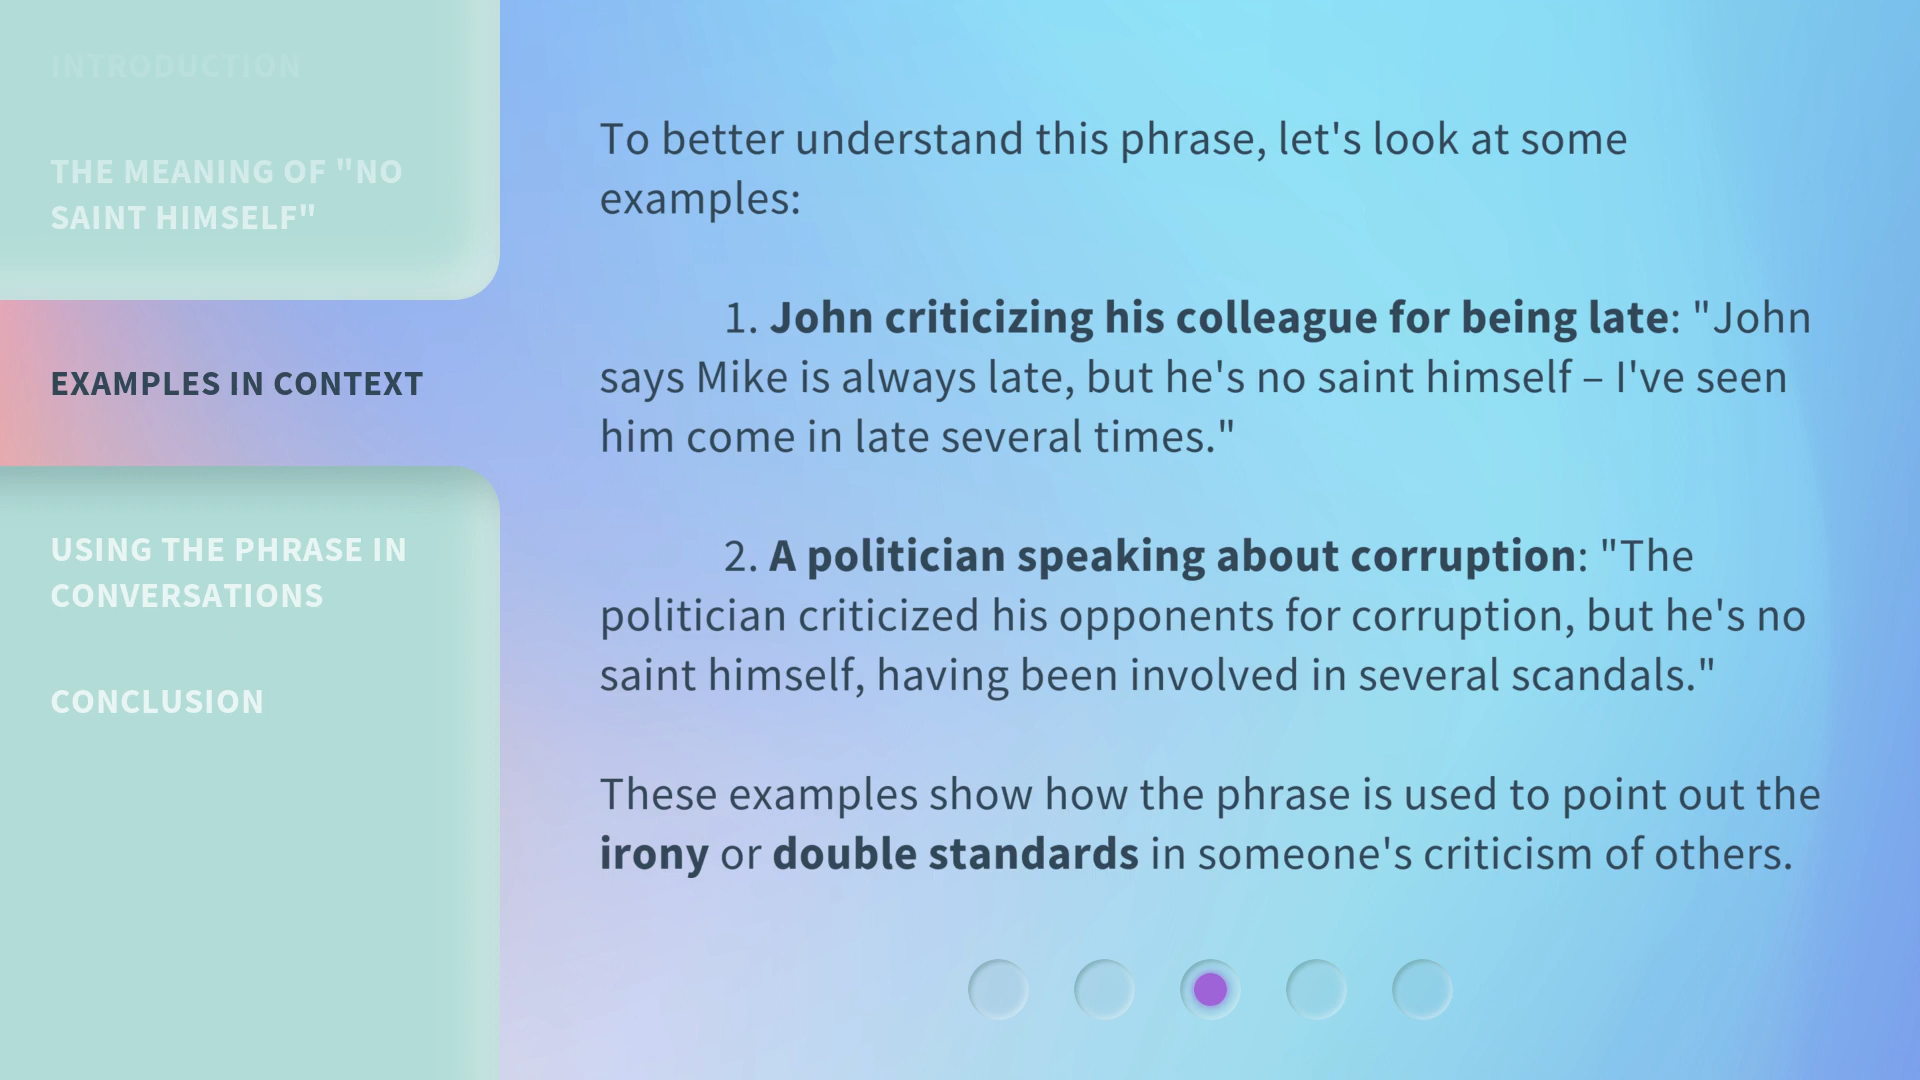 INTRODUCTION
THE MEANING OF "NO
SAINT HIMSELF"
EXAMPLES IN CONTEXT
USING THE PHRASE IN
CONVERSATIONS
CONCLUSION
To better understand this phrase, let's look at some
examples:
1. John criticizing his colleague for being late: "John
says Mike is always late, but he's no saint himself – I've seen
him come in late several times."
2. A politician speaking about corruption: "The
politician criticized his opponents for corruption, but he's no
saint himself, having been involved in several scandals."
These examples show how the phrase is used to point out the
irony or double standards in someone's criticism of others.